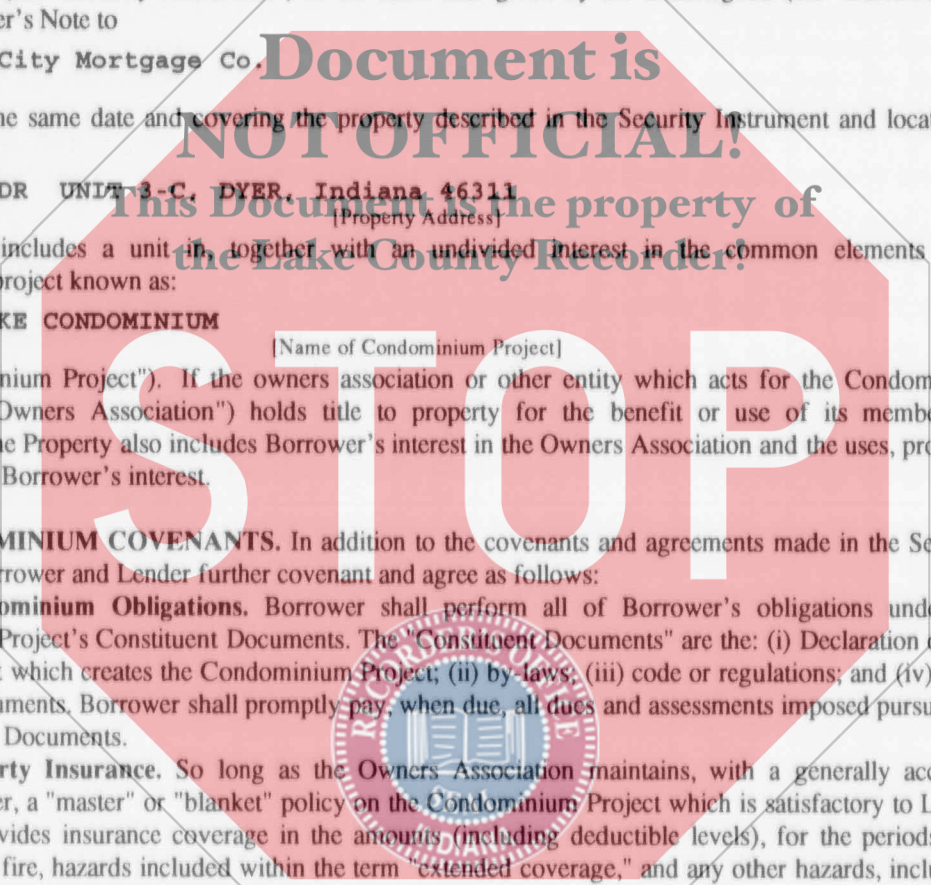 er's Note to
City Mortgage Co.
Document is
ne same date and covering the property described in the Security Instrument and locat
NOT OFFICIAL!
DR UNIT 3-C, DYER, Indiana 46311
This Document is the property of
[Property Address]
includes a unit in, together with an undivided interest in the common elements
the Lake County Recorder!
project known as:
KE CONDOMINIUM
[Name of Condominium Project]
STOP
nium Project"). If the owners association or other entity which acts for the Condom
Owners Association") holds title to property for the benefit or use of its membe
ne Property also includes Borrower's interest in the Owners Association and the uses, pro
Borrower's interest.
MINIUM COVENANTS. In addition to the covenants and agreements made in the Se
rrower and Lender further covenant and agree as follows:
ominium Obligations. Borrower shall perform all of Borrower's obligations unde
Project's Constituent Documents. The "Constituent Documents" are the: (i) Declaration o
t which creates the Condominium Project; (ii) by-laws; (iii) code or regulations; and (iv)
uments. Borrower shall promptly pay, when due, all dues and assessments imposed pursu
Documents.
RECORDER'S OFFICE
SEAL
INDIANA
rty Insurance. So long as the Owners Association maintains, with a generally acc
er, a "master" or "blanket" policy on the Condominium Project which is satisfactory to L
vides insurance coverage in the amounts (including deductible levels), for the periods
fire, hazards included within the term "extended coverage," and any other hazards, inclu